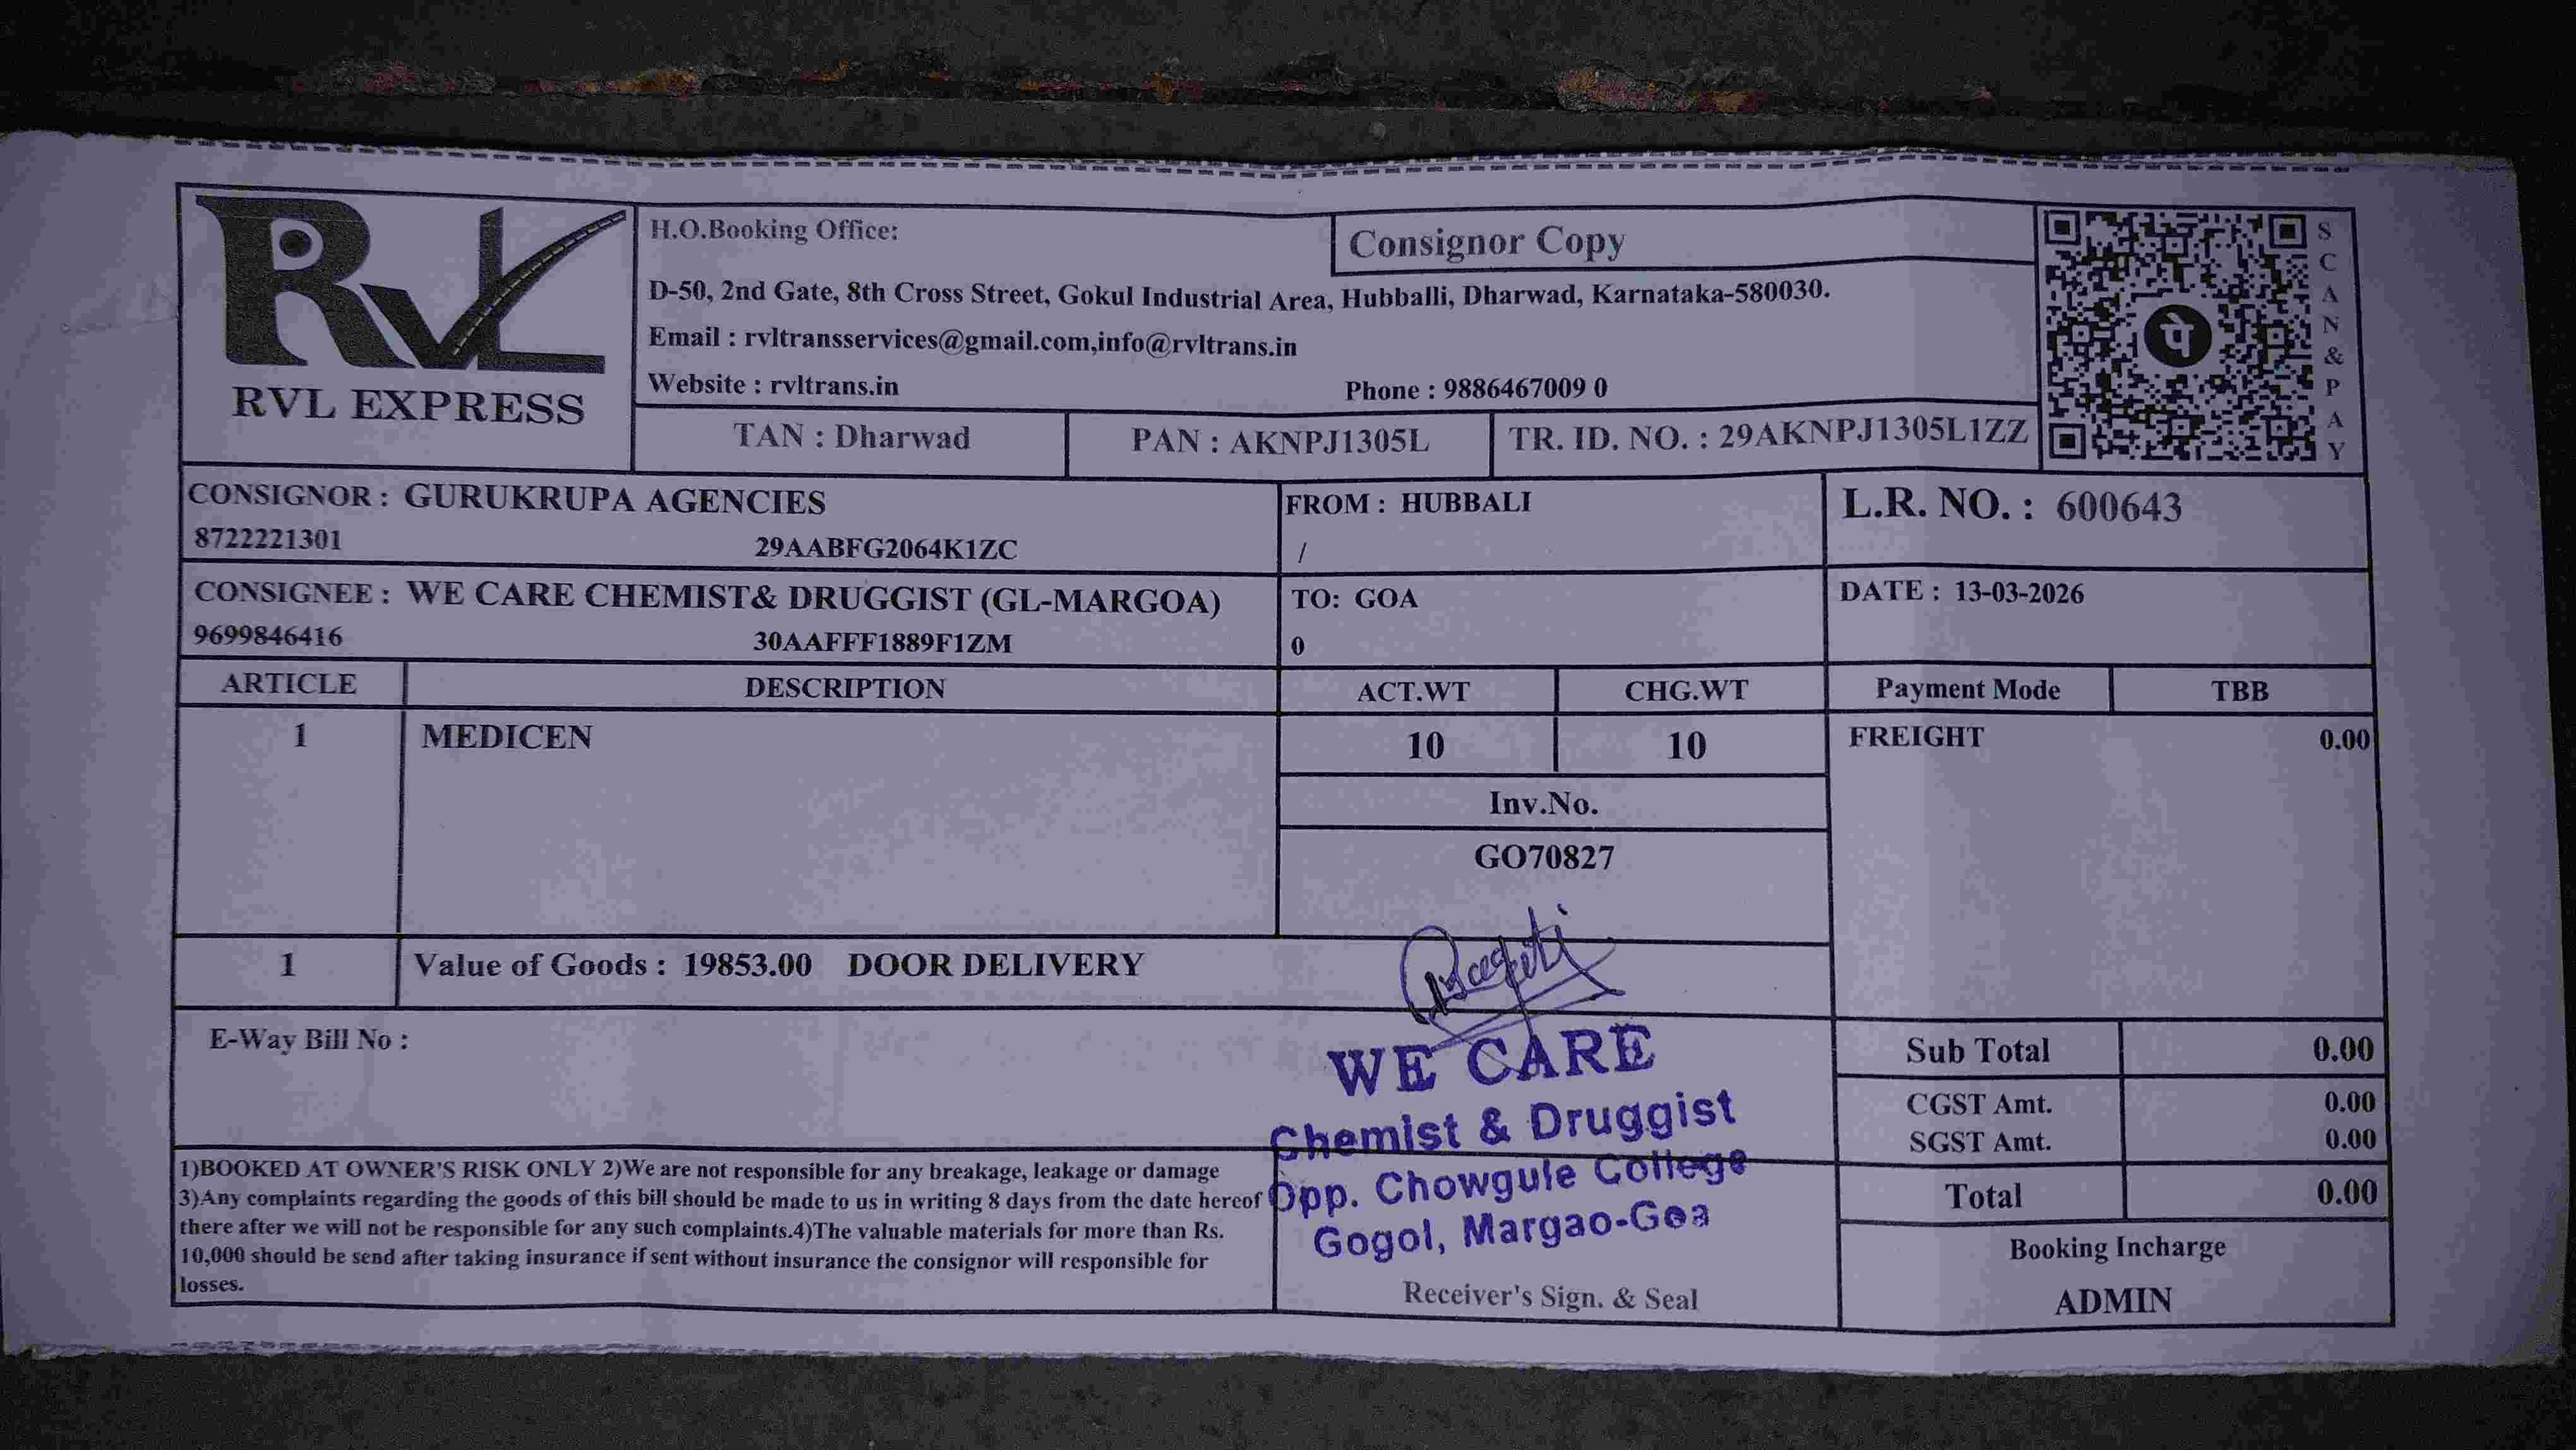 RVL
RVL EXPRESS
H.O.Booking Office:
Consignor Copy
D-50, 2nd Gate, 8th Cross Street, Gokul Industrial Area, Hubballi, Dharwad, Karnataka-580030.
Email : rvltransservices@gmail.com,info@rvltrans.in
Website : rvltrans.in Phone : 9886467009 0
TAN : Dharwad PAN : AKNPJ1305L TR. ID. NO. : 29AKNPJ1305L1ZZ
पे
SCAN & PAY
CONSIGNOR : GURUKRUPA AGENCIES FROM : HUBBALI L.R. NO. : 600643
8722221301 29AABFG2064K1ZC /
CONSIGNEE : WE CARE CHEMIST& DRUGGIST (GL-MARGOA) TO: GOA DATE : 13-03-2026
9699846416 30AAFFF1889F1ZM 0
ARTICLE DESCRIPTION ACT.WT CHG.WT Payment Mode TBB
1 MEDICEN 10 10 FREIGHT 0.00
Inv.No.
GO70827
1 Value of Goods : 19853.00 DOOR DELIVERY
E-Way Bill No :
Sub Total 0.00
CGST Amt. 0.00
SGST Amt. 0.00
Total 0.00
WE CARE
Chemist & Druggist
Opp. Chowgule College
Gogol, Margao-Goa
1)BOOKED AT OWNER'S RISK ONLY 2)We are not responsible for any breakage, leakage or damage
3)Any complaints regarding the goods of this bill should be made to us in writing 8 days from the date hereof
there after we will not be responsible for any such complaints.4)The valuable materials for more than Rs.
10,000 should be send after taking insurance if sent without insurance the consignor will responsible for
losses.
Receiver's Sign. & Seal
Booking Incharge
ADMIN